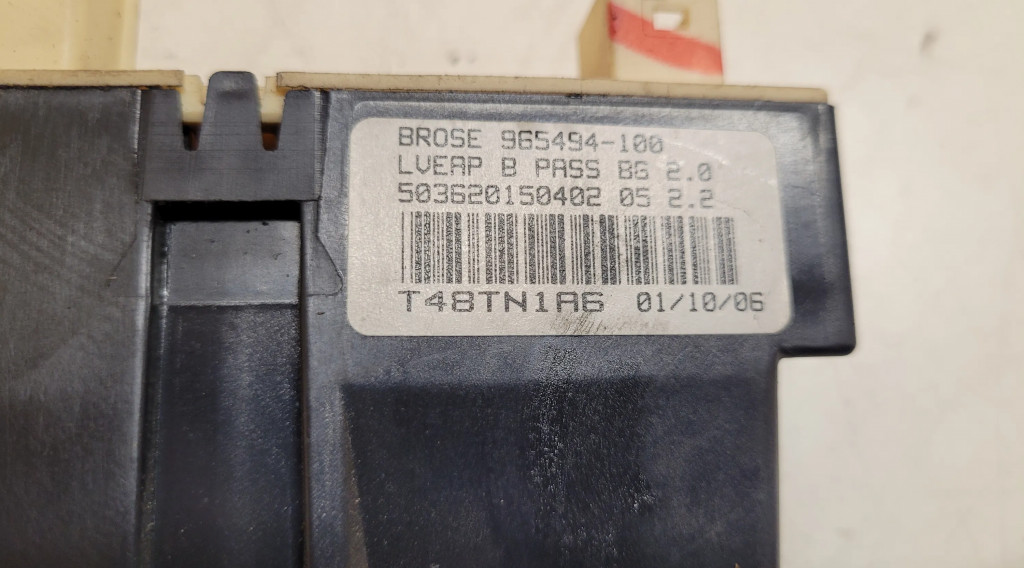 BROSE 965494-100
LVEAP B PASS BG 2.0
503620150402 05 2.2
T48TN1A6 01/10/06